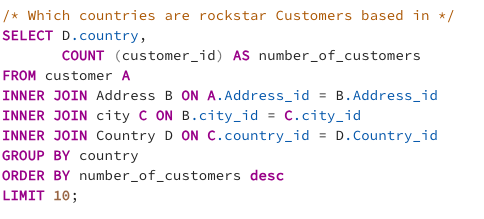 /* Which countries are rockstar Customers based in */
SELECT D.country,
COUNT (customer_id) AS number_of_customers
FROM customer A
INNER JOIN Address B ON A.Address_id = B.Address_id
INNER JOIN city C ON B.city_id = C.city_id
INNER JOIN Country D ON C.country_id = D.Country_id
GROUP BY country
ORDER BY number_of_customers desc
LIMIT 10;